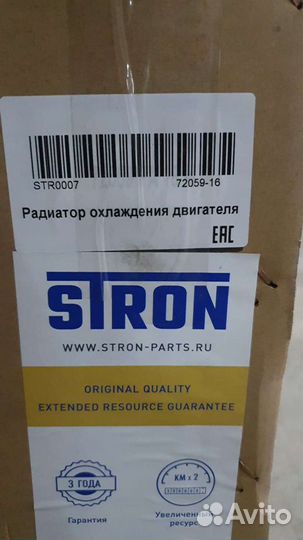 STR0007 72059-16
Радиатор охлаждения двигателя
EAC
STRON
WWW.STRON-PARTS.RU
ORIGINAL QUALITY
EXTENDED RESOURCE GUARANTEE
3 ГОДА
КМ x 2
Гарантия
Увеличенный
ресурс
Avito